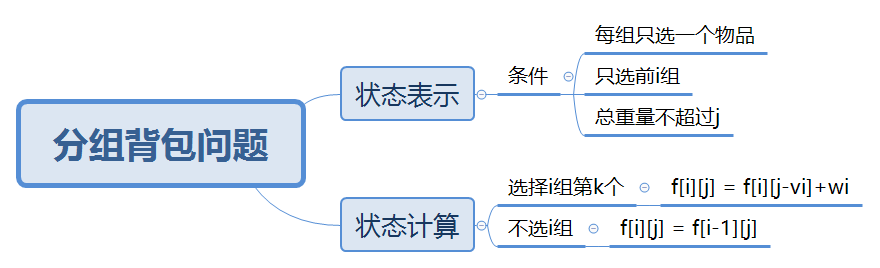 分组背包问题
状态表示
条件
每组只选一个物品
只选前i组
总重量不超过j
状态计算
选择i组第k个
f[i][j] = f[i][j-vi]+wi
不选i组
f[i][j] = f[i-1][j]